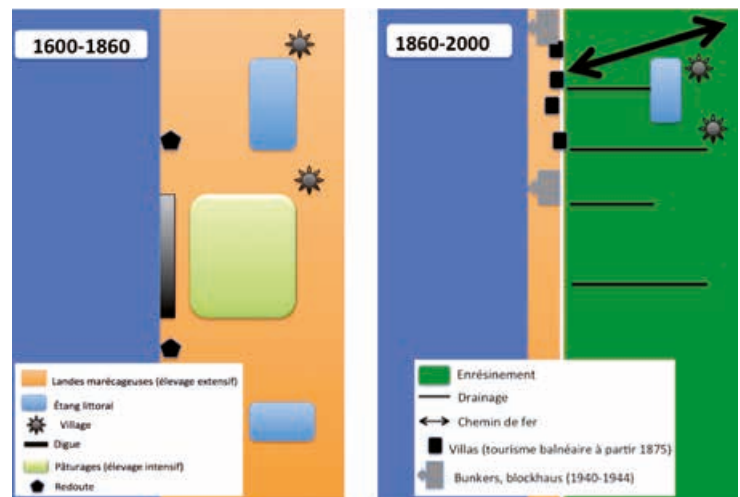 1600-1860
Landes marécageuses (élevage extensif)
Étang littoral
Village
Digue
Pâturages (élevage intensif)
Redoute
1860-2000
Enrésinement
Drainage
Chemin de fer
Villas (tourisme balnéaire à partir 1875)
Bunkers, blockhaus (1940-1944)